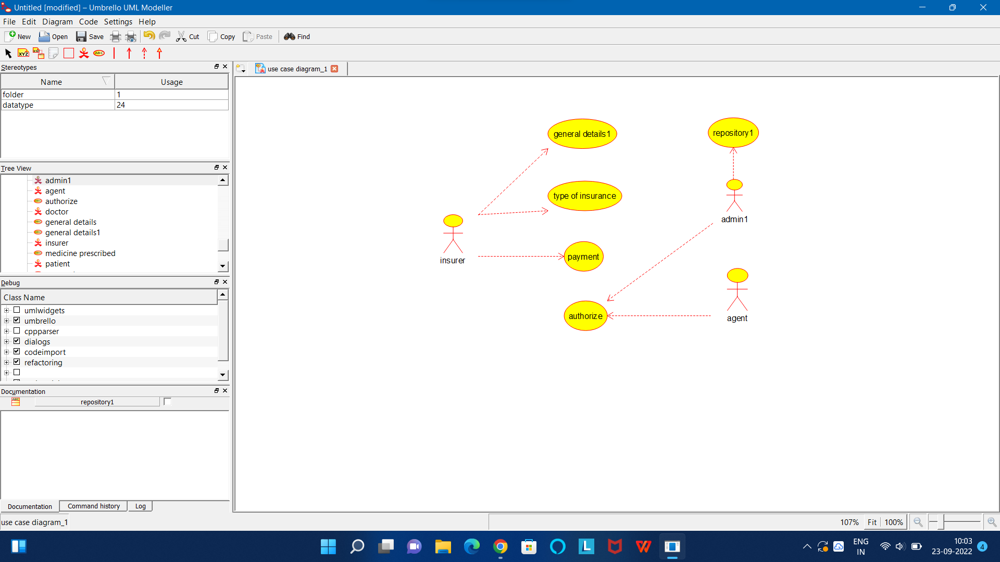 Untitled [modified] – Umbrello UML Modeller
File Edit Diagram Code Settings Help
New Open Save Cut Copy Paste Find
XYZ XYZ ABC
Stereotypes
use case diagram_1
Name Usage
folder 1
datatype 24
Tree View
admin1
agent
authorize
doctor
general details
general details1
insurer
medicine prescribed
patient
Debug
Class Name
umlwidgets
umbrello
cppparser
dialogs
codeimport
refactoring
Documentation
ABC repository1
Documentation Command history Log
general details1
repository1
type of insurance
admin1
insurer
payment
authorize
agent
use case diagram_1
107% Fit 100%
L W
ENG
IN
10:03
23-09-2022
4